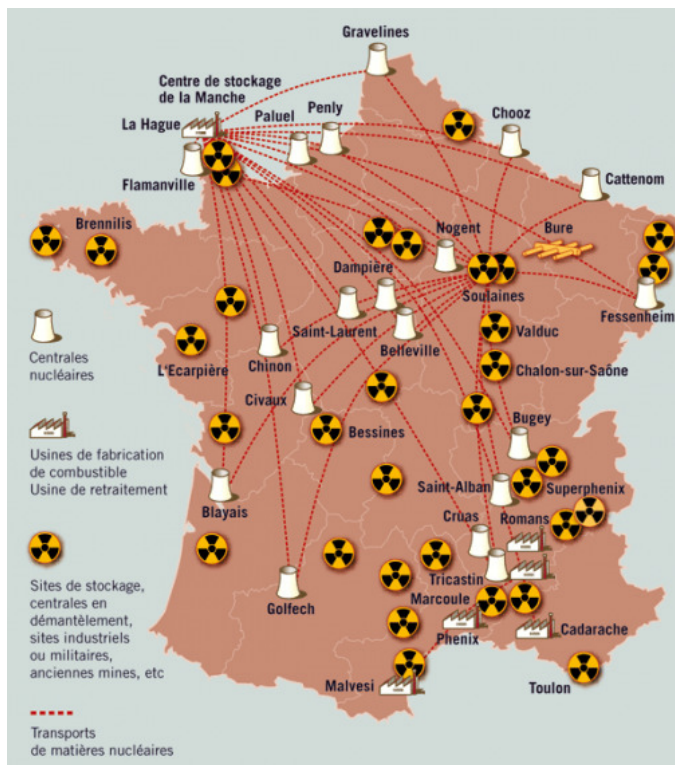 Gravelines
Centre de stockage
de la Manche
La Hague
Paluel
Penly
Chooz
Flamanville
Cattenom
Brennilis
Nogent
Bure
Dampière
Soulaines
Fessenheim
Saint-Laurent
Belleville
Valduc
L'Ecarpière
Chinon
Chalon-sur-Saône
Civaux
Bugey
Bessines
Saint-Alban
Superphenix
Blayais
Cruas
Romans
Golfech
Tricastin
Marcoule
Phenix
Cadarache
Malvesi
Toulon
Centrales
nucléaires
Usines de fabrication
de combustible
Usine de retraitement
Sites de stockage,
centrales en
démantèlement,
sites industriels
ou militaires,
anciennes mines, etc
Transports
de matières nucléaires